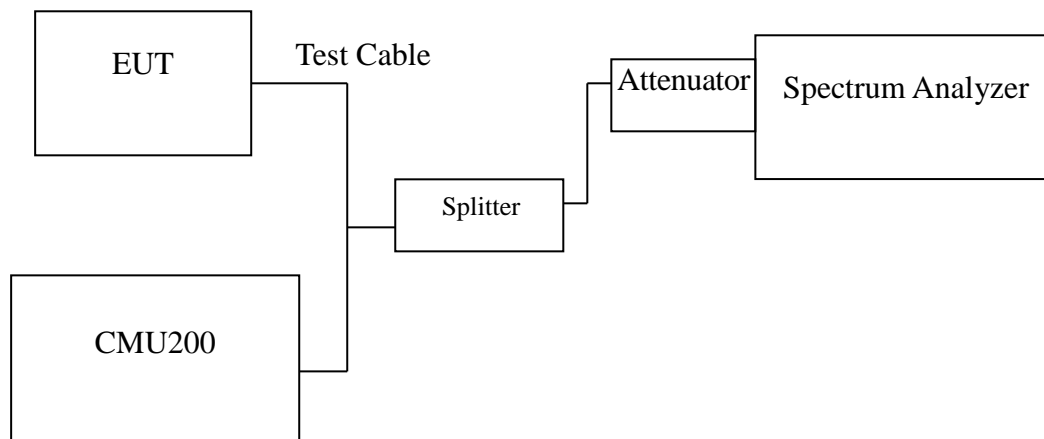 EUT
Test Cable
Attenuator
Spectrum Analyzer
Splitter
CMU200